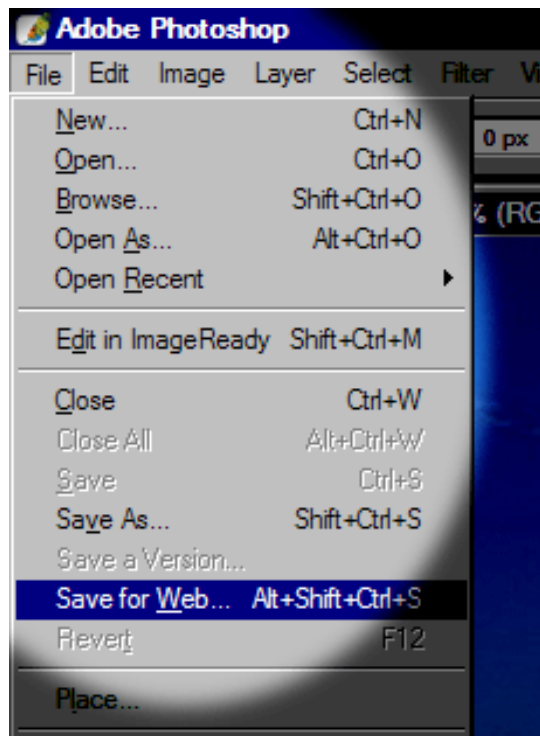 Adobe Photoshop
File Edit Image Layer Select Filter Vi
0 px
New... Ctrl+N
Open... Ctrl+O
Browse... Shift+Ctrl+O
% (RG
Open As... Alt+Ctrl+O
Open Recent
Edit in ImageReady Shift+Ctrl+M
Close Ctrl+W
Close All Alt+Ctrl+W
Save Ctrl+S
Save As... Shift+Ctrl+S
Save a Version...
Save for Web... Alt+Shift+Ctrl+S
Revert F12
Place...